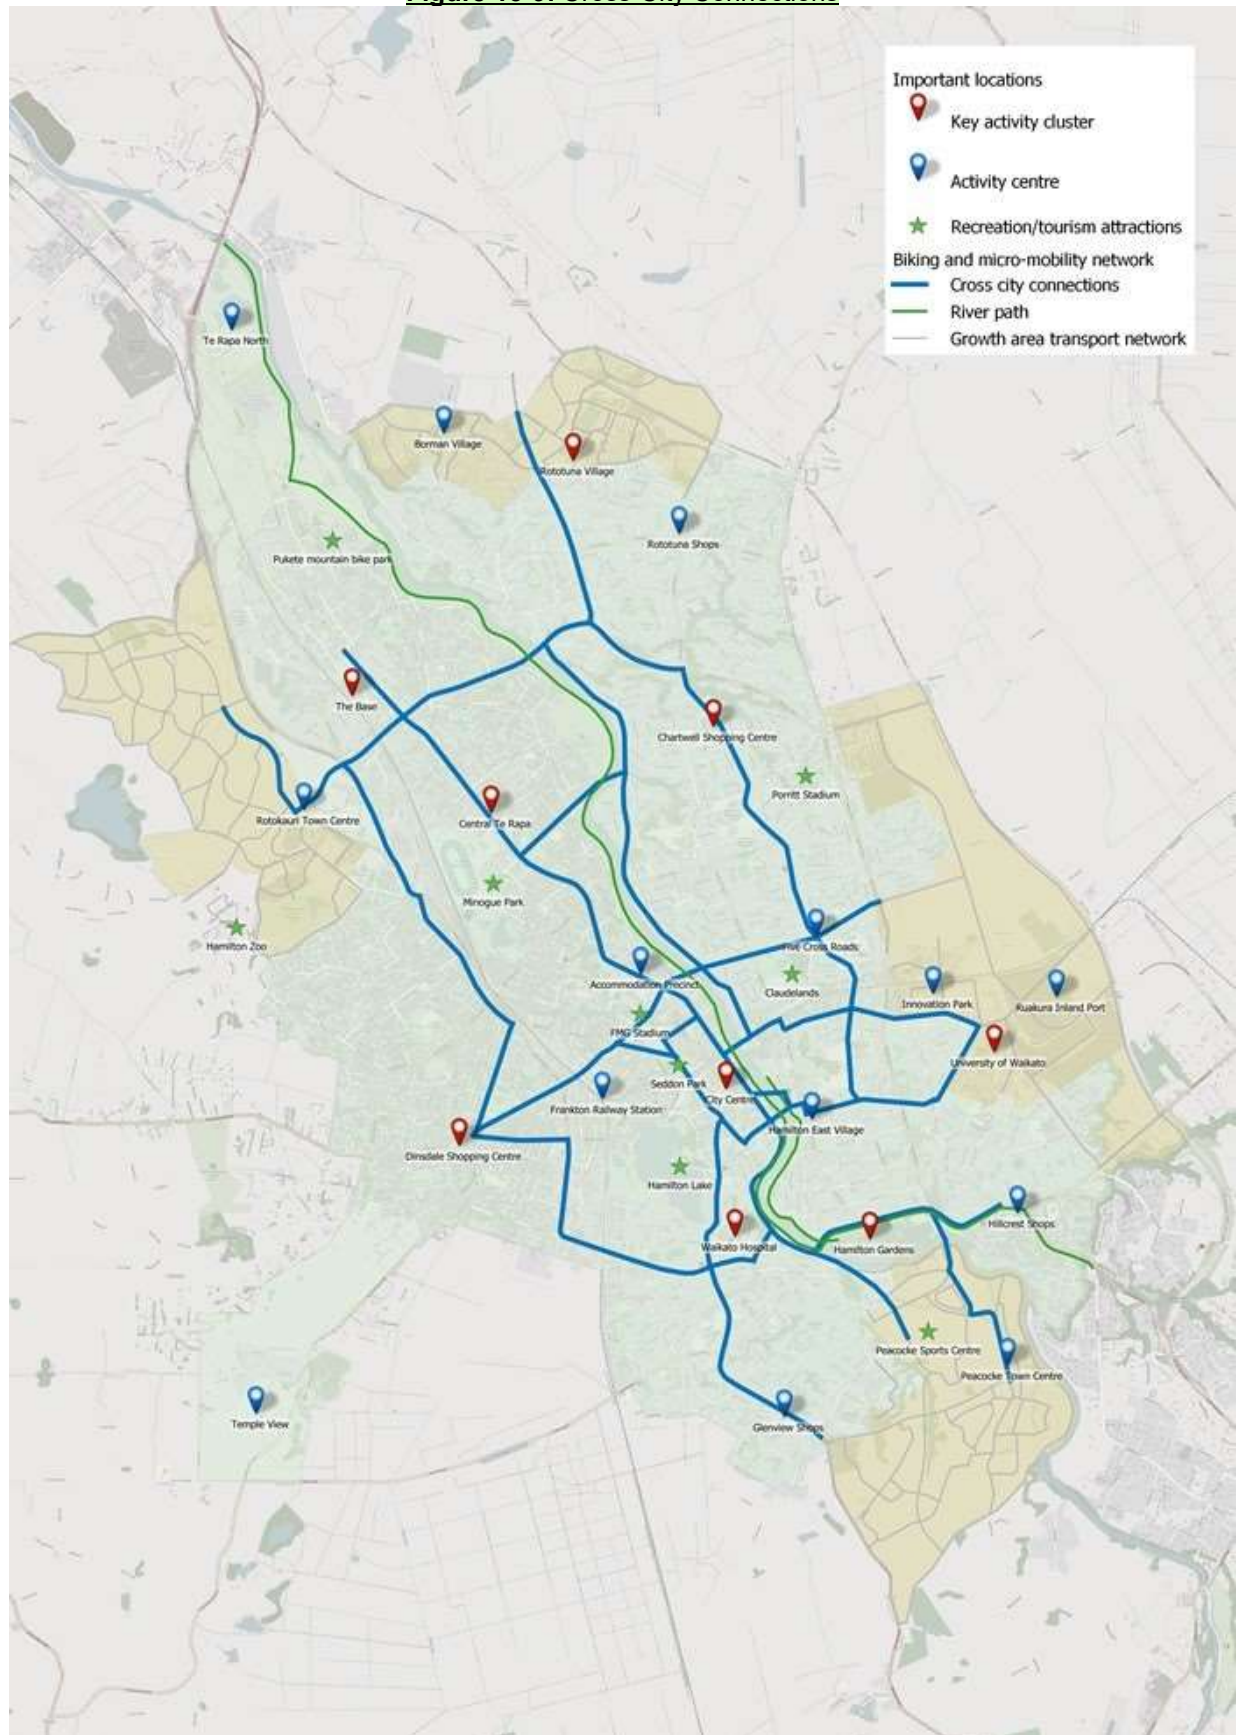 Figure 15-9: Cross City Connections
Important locations
Key activity cluster
Activity centre
Recreation/tourism attractions
Biking and micro-mobility network
Cross city connections
River path
Growth area transport network
Te Rapa North
Borman Village
Rototuna Village
Rototuna Shops
Pukete mountain bike park
The Base
Chartwell Shopping Centre
Porritt Stadium
Rotokauri Town Centre
Central Te Rapa
Minogue Park
Hamilton Zoo
Five Cross Roads
Accommodation Precinct
Claudelands
Innovation Park
Ruakura Inland Port
FMG Stadium
University of Waikato
Seddon Park
City Centre
Frankton Railway Station
Hamilton East Village
Dinsdale Shopping Centre
Hamilton Lake
Hillcrest Shops
Waikato Hospital
Hamilton Gardens
Peacocke Sports Centre
Peacocke Town Centre
Temple View
Glenview Shops